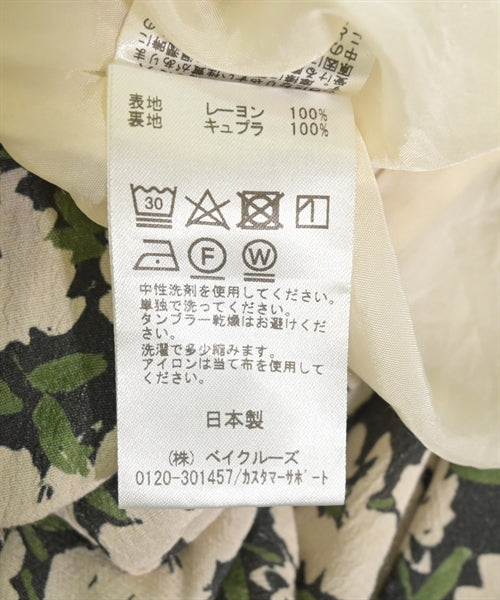 表地 レーヨン 100%
裏地 キュプラ 100%
30
F
W
中性洗剤を使用してください。
単独で洗ってください。
タンブラー乾燥はお避けくだ
さい。
洗濯で多少縮みます。
アイロンは当て布を使用して
ください。
日本製
(株) ベイクルーズ
0120-301457/カスタマーサポート